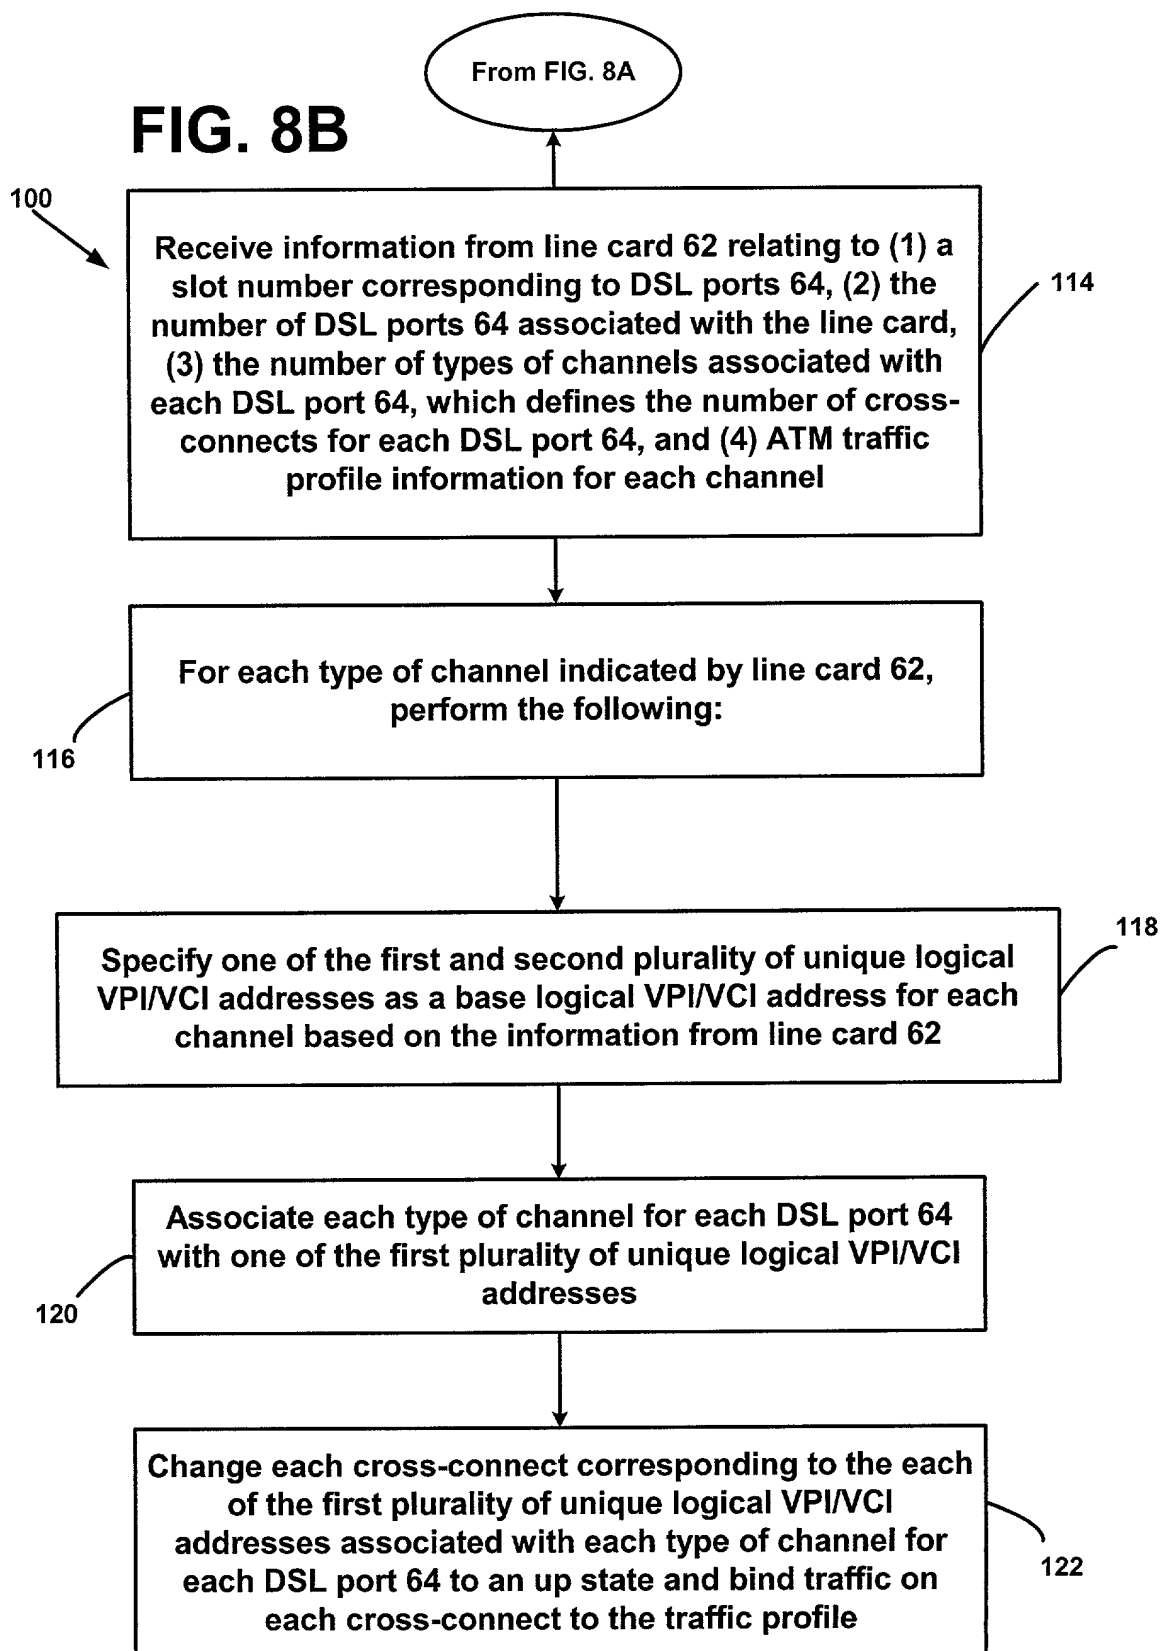 From FIG. 8A
FIG. 8B
100
Receive information from line card 62 relating to (1) a
slot number corresponding to DSL ports 64, (2) the
number of DSL ports 64 associated with the line card,
(3) the number of types of channels associated with
each DSL port 64, which defines the number of cross-
connects for each DSL port 64, and (4) ATM traffic
profile information for each channel
114
For each type of channel indicated by line card 62,
perform the following:
116
Specify one of the first and second plurality of unique logical
VPI/VCI addresses as a base logical VPI/VCI address for each
channel based on the information from line card 62
118
Associate each type of channel for each DSL port 64
with one of the first plurality of unique logical VPI/VCI
addresses
120
Change each cross-connect corresponding to the each
of the first plurality of unique logical VPI/VCI
addresses associated with each type of channel for
each DSL port 64 to an up state and bind traffic on
each cross-connect to the traffic profile
122